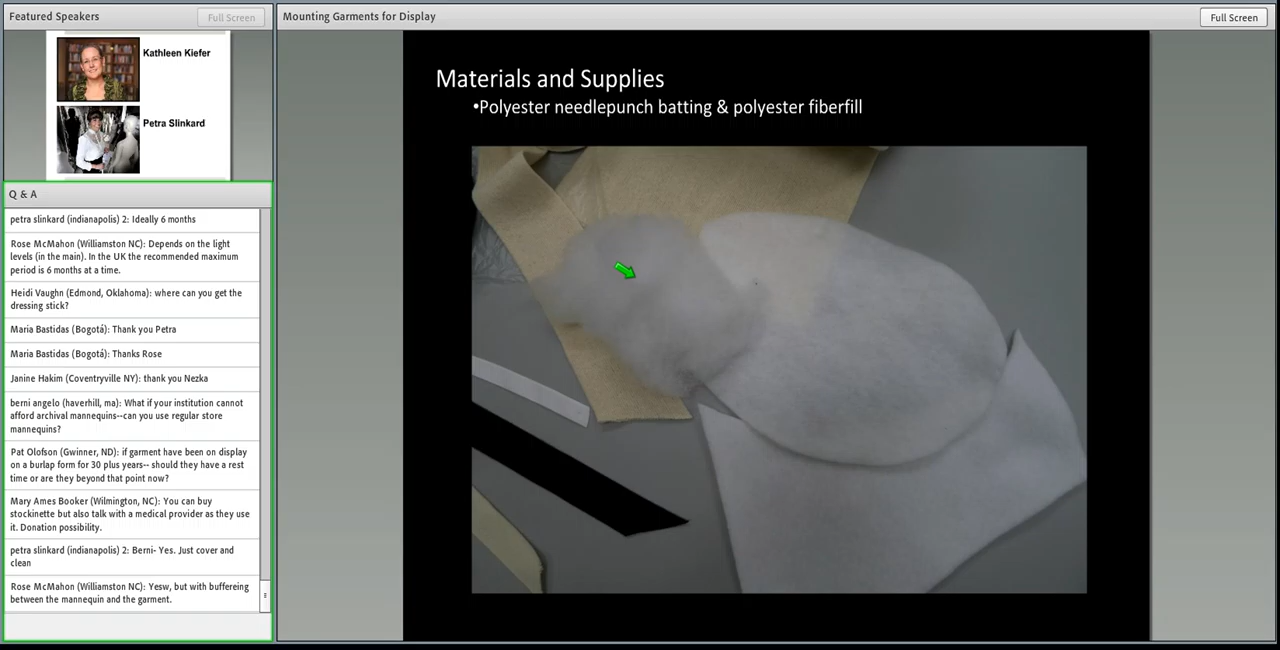 Featured Speakers
Full Screen
Kathleen Kiefer
Petra Slinkard
Q & A
petra slinkard (indianapolis) 2: Ideally 6 months
Rose McMahon (Williamston NC): Depends on the light
levels (in the main). In the UK the recommended maximum
period is 6 months at a time.
Heidi Vaughn (Edmond, Oklahoma): where can you get the
dressing stick?
Maria Bastidas (Bogotá): Thank you Petra
Maria Bastidas (Bogotá): Thanks Rose
Janine Hakim (Coventryville NY): thank you Nezka
berni angelo (haverhill, ma): What if your institution cannot
afford archival mannequins--can you use regular store
mannequins?
Pat Olofson (Gwinner, ND): if garment have been on display
on a burlap form for 30 plus years-- should they have a rest
time or are they beyond that point now?
Mary Ames Booker (Wilmington, NC): You can buy
stockinette but also talk with a medical provider as they use
it. Donation possibility.
petra slinkard (indianapolis) 2: Berni- Yes. Just cover and
clean
Rose McMahon (Williamston NC): Yesw, but with buffereing
between the mannequin and the garment.
Mounting Garments for Display
Full Screen
Materials and Supplies
•Polyester needlepunch batting & polyester fiberfill